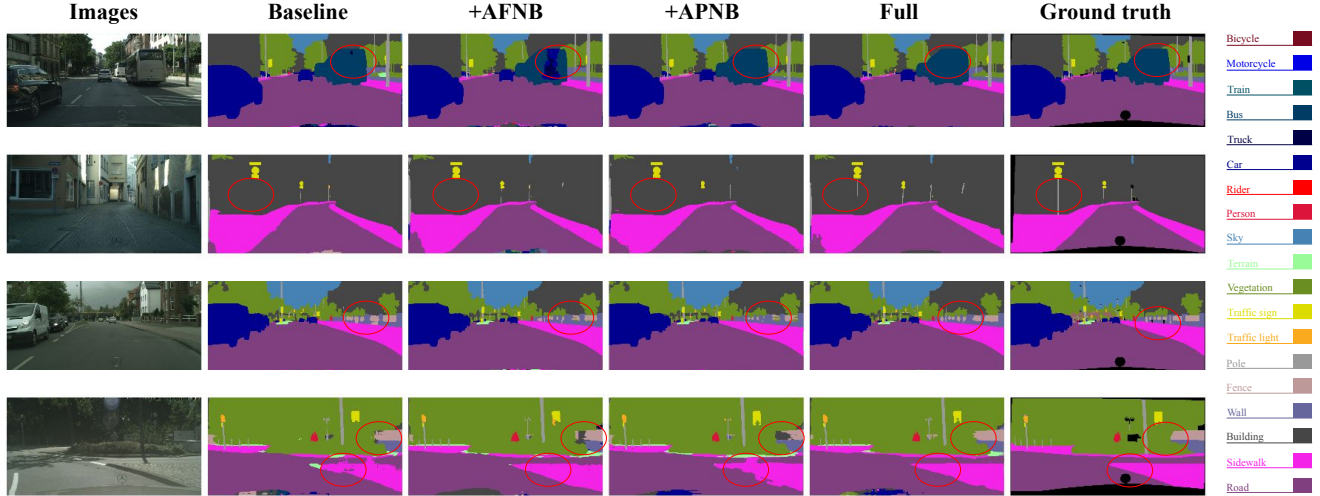 Images Baseline +AFNB +APNB Full Ground truth
Bicycle
Motorcycle
Train
Bus
Truck
Car
Rider
Person
Sky
Terrain
Vegetation
Traffic sign
Traffic light
Pole
Fence
Wall
Building
Sidewalk
Road